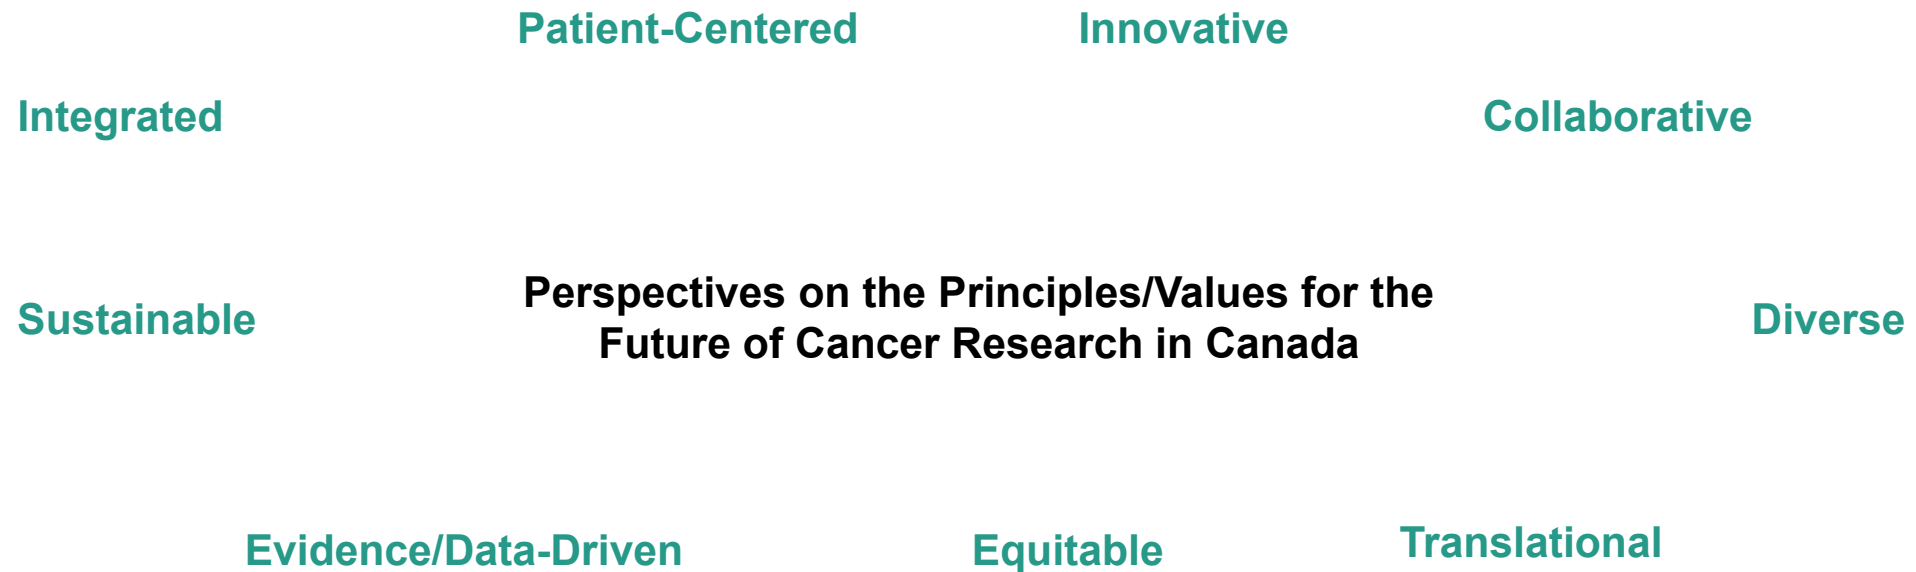 Patient-Centered
Innovative
Integrated
Collaborative
Sustainable
Perspectives on the Principles/Values for the
Future of Cancer Research in Canada
Diverse
Evidence/Data-Driven
Equitable
Translational